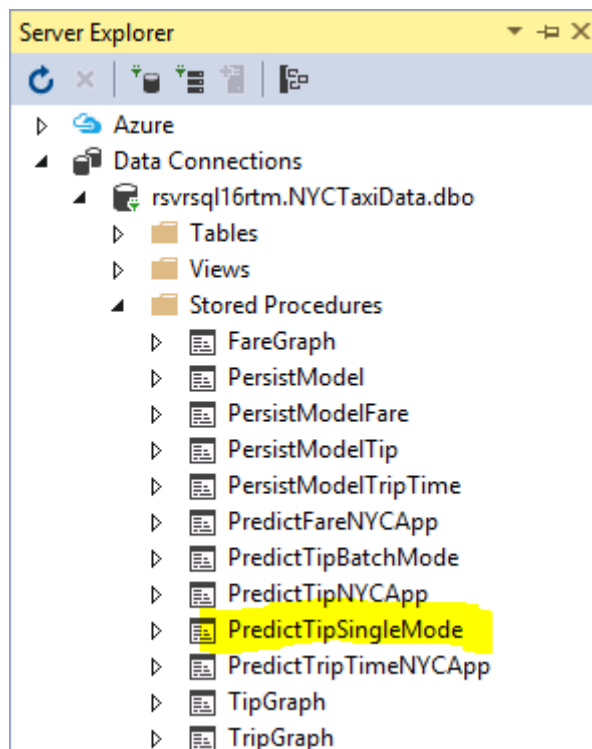 Server Explorer
Azure
Data Connections
rsvrsql16rtm.NYCTaxiData.dbo
Tables
Views
Stored Procedures
FareGraph
PersistModel
PersistModelFare
PersistModelTip
PersistModelTripTime
PredictFareNYCApp
PredictTipBatchMode
PredictTipNYCApp
PredictTipSingleMode
PredictTripTimeNYCApp
TipGraph
TripGraph